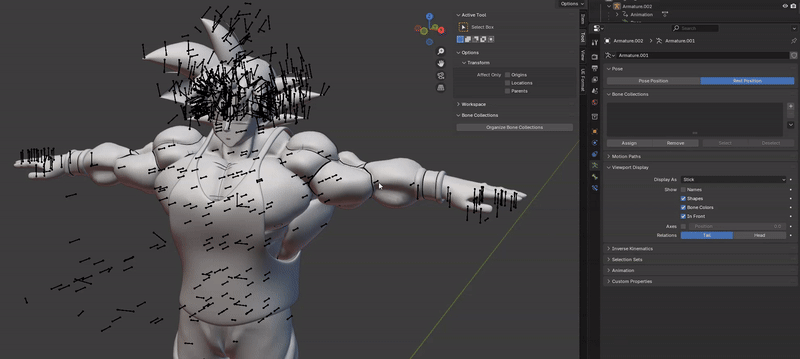 Options
Active Tool
Select Box
Options
Transform
Affect Only
Origins
Locations
Parents
Workspace
Bone Collections
Organize Bone Collections
Item
Tool
View
Armature.002
Animation
Search
Armature.002
Armature.001
Armature.001
Pose
Pose Position
Rest Position
Bone Collections
Assign
Remove
Select
Deselect
Motion Paths
Viewport Display
Display As
Stick
Show
Names
Shapes
Bone Colors
In Front
Axes
Position
Relations
Tail
Head
Inverse Kinematics
Selection Sets
Animation
Custom Properties